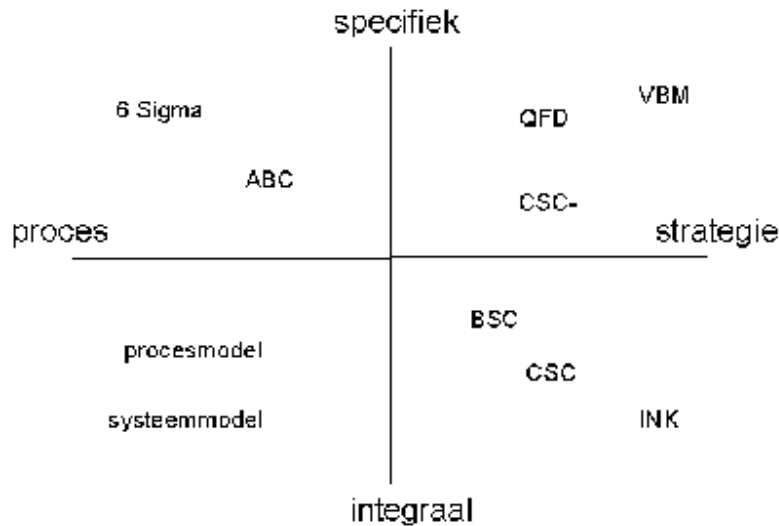 specifiek
VBM
6 Sigma
QFD
ABC
CSC-
proces
strategie
BSC
procesmodel
CSC
systeemmodel
INK
integraal